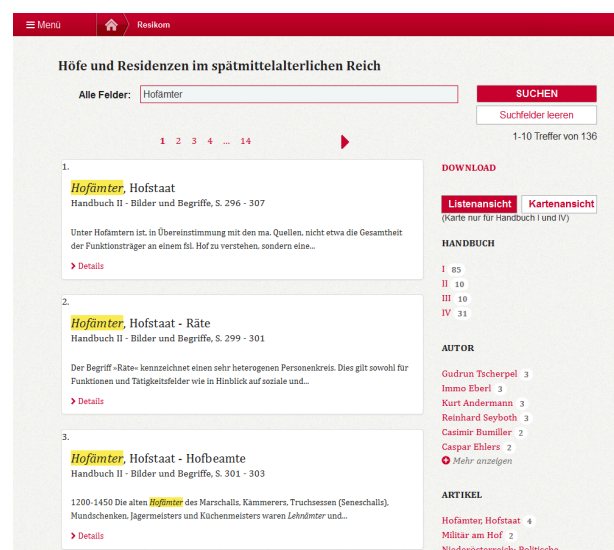 Menü Resikom
Höfe und Residenzen im spätmittelalterlichen Reich
Alle Felder: Hofämter SUCHEN
Suchfelder leeren
1 2 3 4 ... 14
1-10 Treffer von 136
1.
Hofämter, Hofstaat
Handbuch II - Bilder und Begriffe, S. 296 - 307
Unter Hofämtern ist, in Übereinstimmung mit den ma. Quellen, nicht etwa die Gesamtheit
der Funktionsträger an einem fsl. Hof zu verstehen, sondern eine...
Details
2.
Hofämter, Hofstaat - Räte
Handbuch II - Bilder und Begriffe, S. 299 - 301
Der Begriff »Räte« kennzeichnet einen sehr heterogenen Personenkreis. Dies gilt sowohl für
Funktionen und Tätigkeitsfelder wie in Hinblick auf soziale und...
Details
3.
Hofämter, Hofstaat - Hofbeamte
Handbuch II - Bilder und Begriffe, S. 301 - 303
1200-1450 Die alten Hofämter des Marschalls, Kämmerers, Truchsessen (Seneschalls),
Mundschenken, Jägermeisters und Küchenmeisters waren Lehnämter und...
Details
DOWNLOAD
Listenansicht Kartenansicht
(Karte nur für Handbuch I und IV)
HANDBUCH
I 85
II 10
III 10
IV 31
AUTOR
Gudrun Tscherpel 3
Immo Eberl 3
Kurt Andermann 3
Reinhard Seyboth 3
Casimir Bumiller 2
Caspar Ehlers 2
Mehr anzeigen
ARTIKEL
Hofämter, Hofstaat 4
Militär am Hof 2
Niederösterreich: Politische